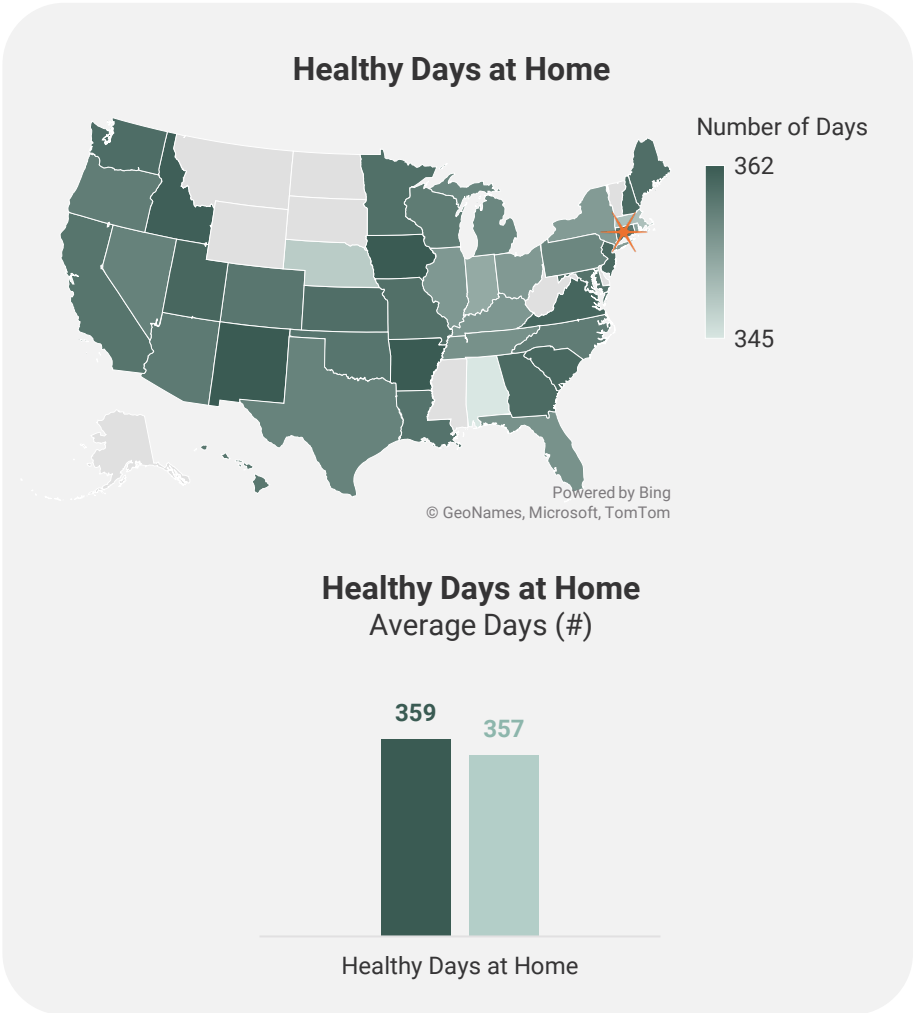 Healthy Days at Home
Number of Days
362
345
Powered by Bing
© GeoNames, Microsoft, TomTom
Healthy Days at Home
Average Days (#)
359
357
Healthy Days at Home